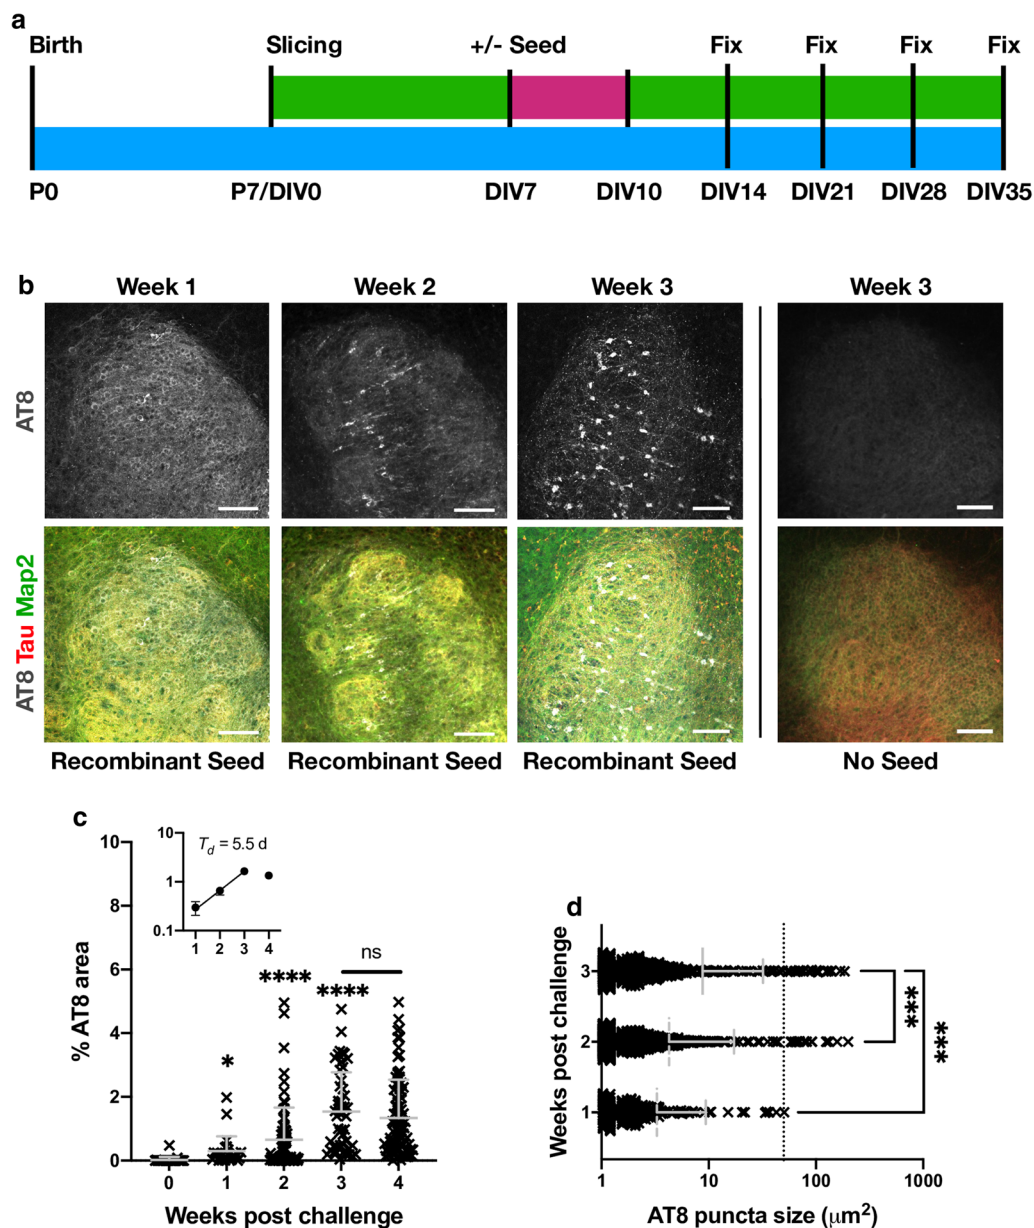 a
Birth Slicing +/- Seed Fix Fix Fix Fix
P0 P7/DIV0 DIV7 DIV10 DIV14 DIV21 DIV28 DIV35
b
Week 1 Week 2 Week 3 Week 3
AT8
AT8 Tau Map2
Recombinant Seed Recombinant Seed Recombinant Seed No Seed
c
% AT8 area
10
8
6
4
2
0
10
1
0.1
T_d = 5.5 d
1 2 3 4
* **** **** ns
0 1 2 3 4
Weeks post challenge
d
Weeks post challenge
3
2
1
***
***
1 10 100 1000
AT8 puncta size (μm²)